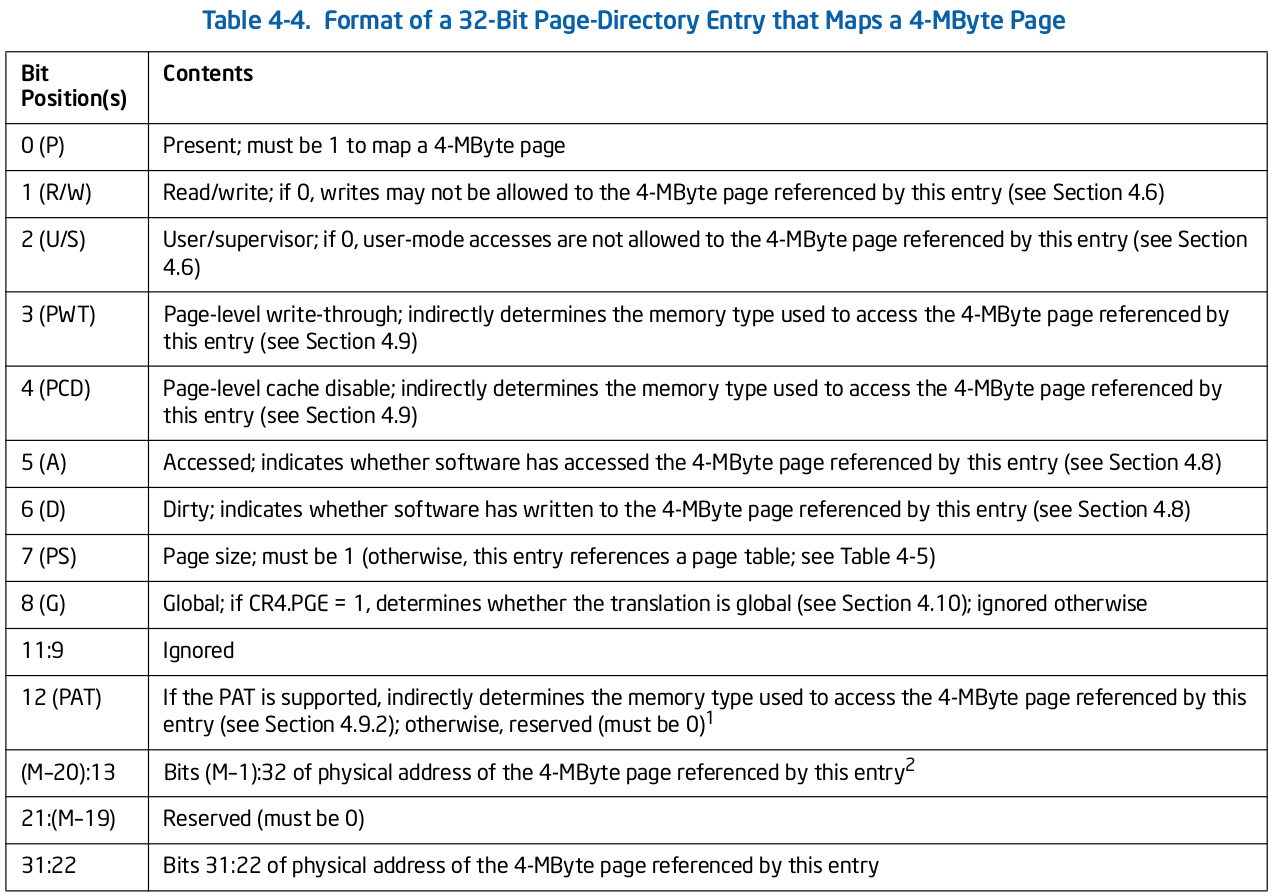 Table 4-4. Format of a 32-Bit Page-Directory Entry that Maps a 4-MByte Page
Bit
Position(s)
Contents
0 (P)
Present; must be 1 to map a 4-MByte page
1 (R/W)
Read/write; if 0, writes may not be allowed to the 4-MByte page referenced by this entry (see Section 4.6)
2 (U/S)
User/supervisor; if 0, user-mode accesses are not allowed to the 4-MByte page referenced by this entry (see Section
4.6)
3 (PWT)
Page-level write-through; indirectly determines the memory type used to access the 4-MByte page referenced by
this entry (see Section 4.9)
4 (PCD)
Page-level cache disable; indirectly determines the memory type used to access the 4-MByte page referenced by
this entry (see Section 4.9)
5 (A)
Accessed; indicates whether software has accessed the 4-MByte page referenced by this entry (see Section 4.8)
6 (D)
Dirty; indicates whether software has written to the 4-MByte page referenced by this entry (see Section 4.8)
7 (PS)
Page size; must be 1 (otherwise, this entry references a page table; see Table 4-5)
8 (G)
Global; if CR4.PGE = 1, determines whether the translation is global (see Section 4.10); ignored otherwise
11:9
Ignored
12 (PAT)
If the PAT is supported, indirectly determines the memory type used to access the 4-MByte page referenced by this
entry (see Section 4.9.2); otherwise, reserved (must be 0)1
(M–20):13
Bits (M–1):32 of physical address of the 4-MByte page referenced by this entry2
21:(M–19)
Reserved (must be 0)
31:22
Bits 31:22 of physical address of the 4-MByte page referenced by this entry